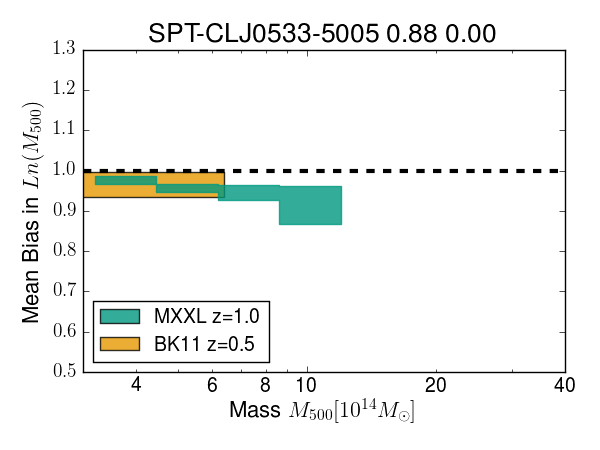 SPT-CLJ0533-5005 0.88 0.00
1.3
1.2
1.1
1.0
0.9
0.8
0.7
0.6
0.5
Mean Bias in Ln(M500)
MXXL z=1.0
BK11 z=0.5
4 6 8 10 20 40
Mass M500[10^14 M⊙]